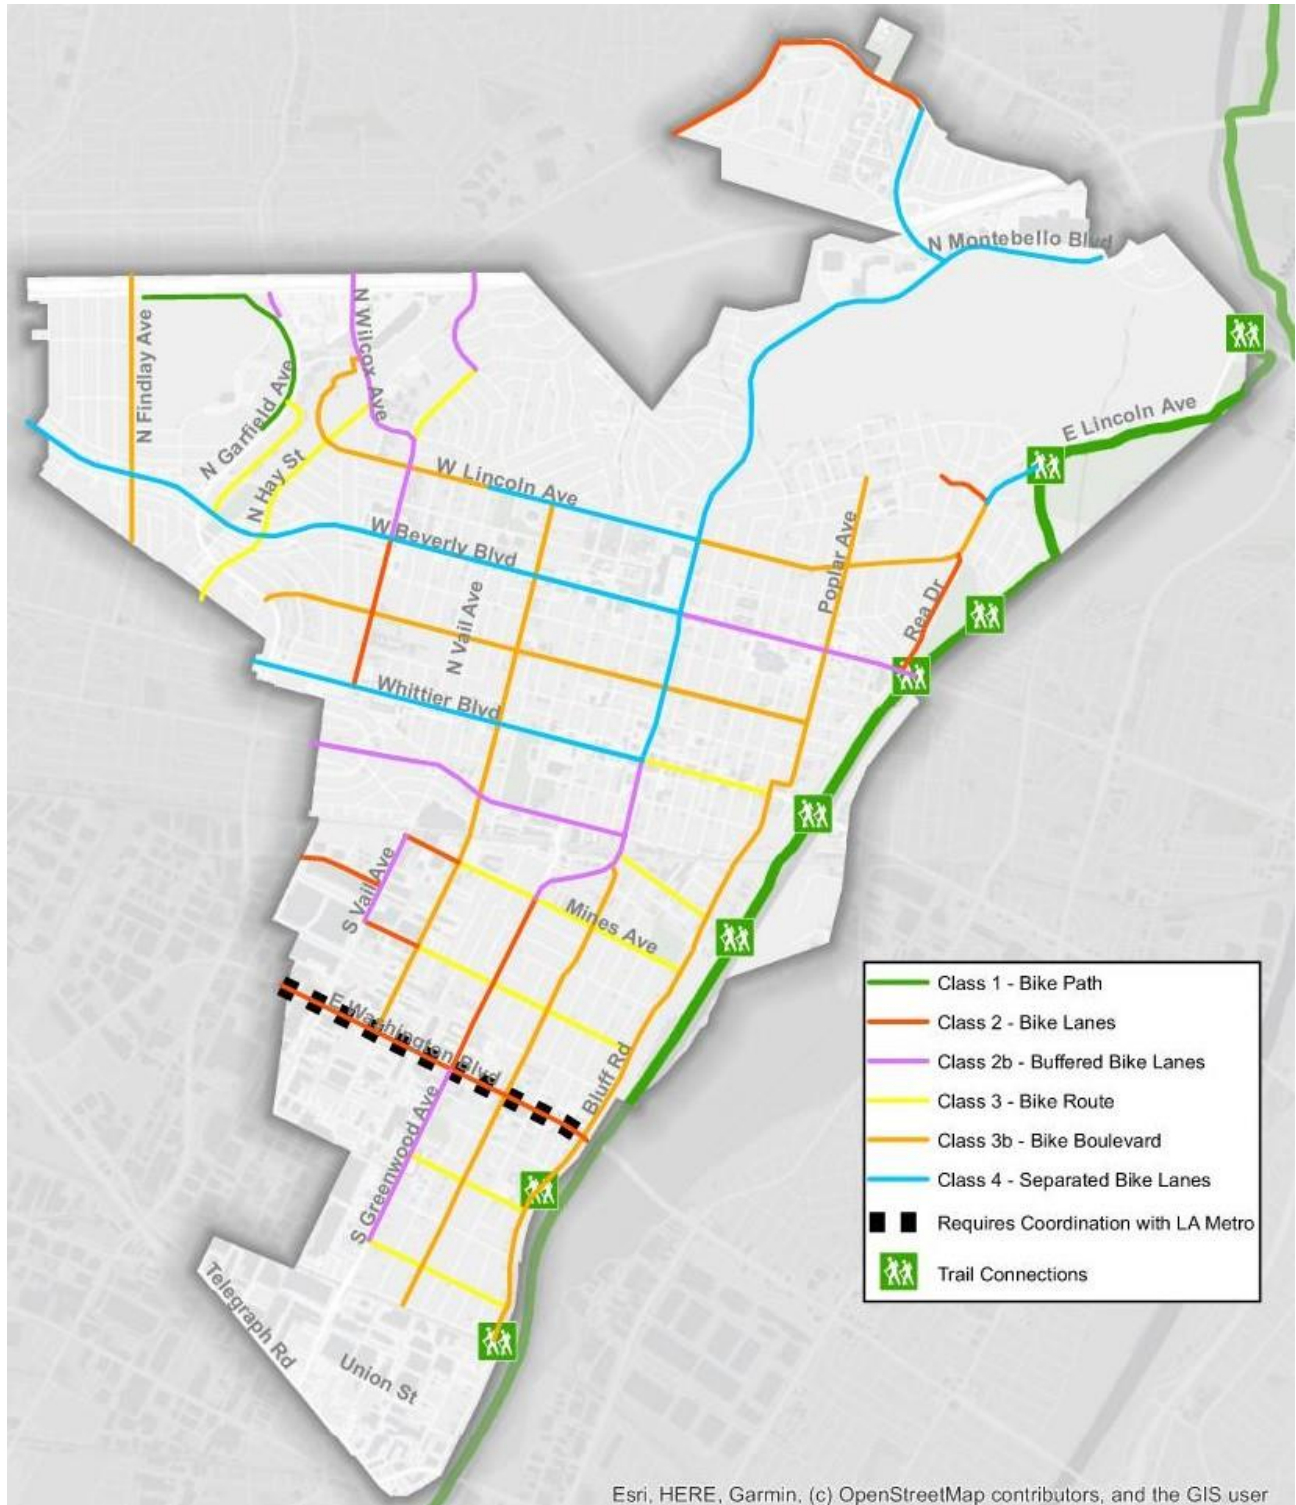 N Montebello Blvd
N Findlay Ave
N Wilcox Ave
N Garfield Ave
E Lincoln Ave
N Hay St
W Lincoln Ave
W Beverly Blvd
Poplar Ave
N Vail Ave
Rea Dr
Whittier Blvd
S Vail Ave
Mines Ave
E Washington Blvd
Bluff Rd
S Greenwood Ave
Telegraph Rd
Union St
Class 1 - Bike Path
Class 2 - Bike Lanes
Class 2b - Buffered Bike Lanes
Class 3 - Bike Route
Class 3b - Bike Boulevard
Class 4 - Separated Bike Lanes
Requires Coordination with LA Metro
Trail Connections
Esri, HERE, Garmin, (c) OpenStreetMap contributors, and the GIS user